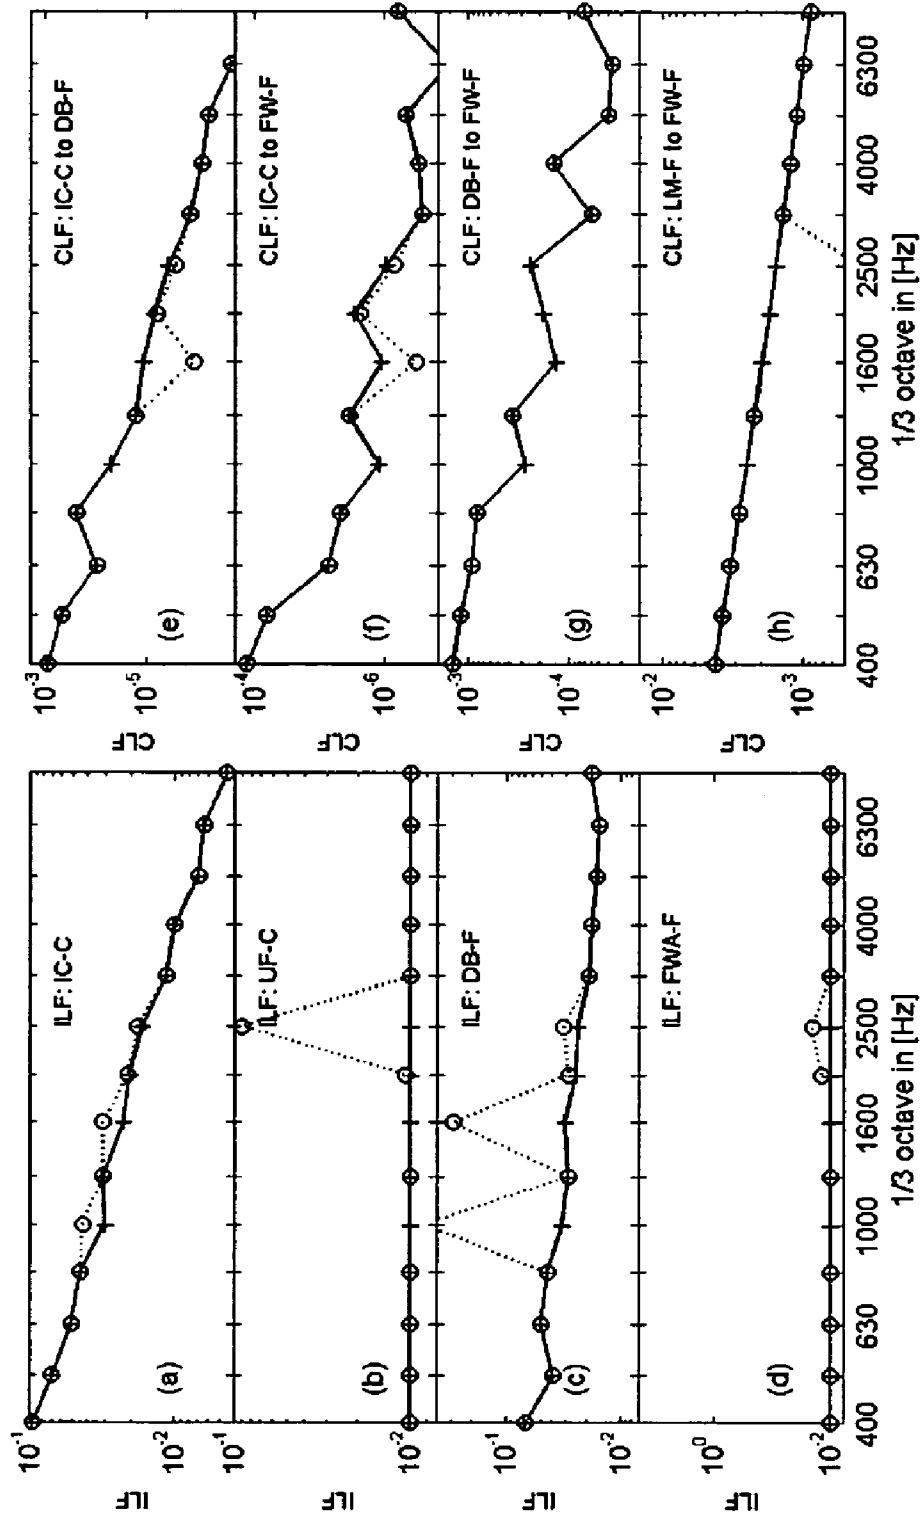 ILF
10^-1
10^-2
ILF: IC-C
(a)
ILF
10^-1
10^-2
ILF: UF-C
(b)
ILF
10^-1
10^-2
ILF: DB-F
(c)
ILF
10^0
10^-2
ILF: FWA-F
(d)
400 630 1000 1600 2500 4000 6300
1/3 octave in [Hz]
CLF
10^-3
10^-5
CLF: IC-C to DB-F
(e)
CLF
10^-4
10^-6
CLF: IC-C to FW-F
(f)
CLF
10^-3
10^-4
CLF: DB-F to FW-F
(g)
CLF
10^-2
10^-3
CLF: LM-F to FW-F
(h)
400 630 1000 1600 2500 4000 6300
1/3 octave in [Hz]